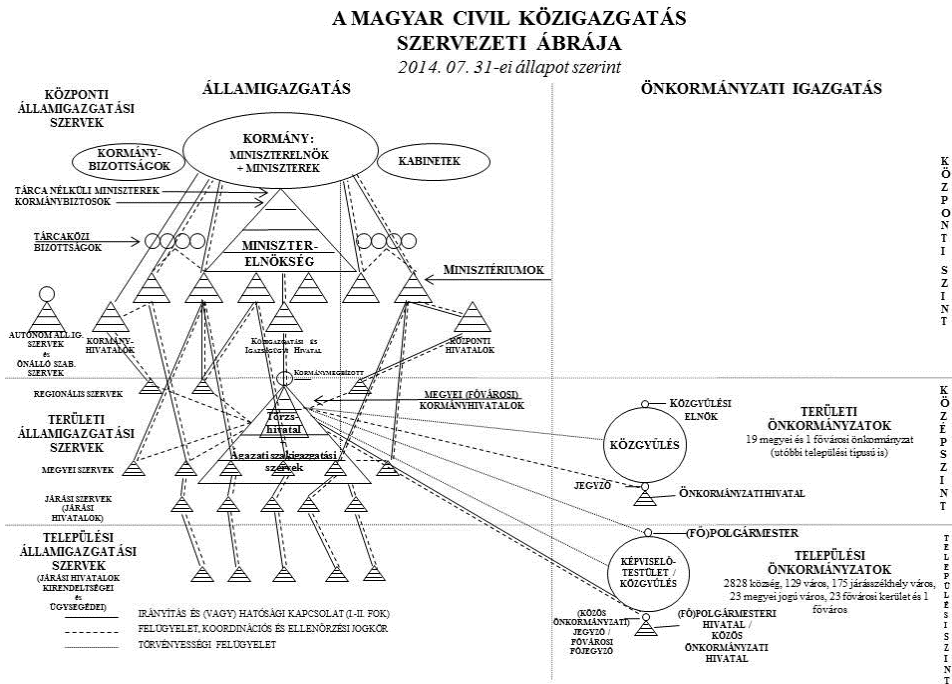 A MAGYAR CIVIL KÖZIGAZGATÁS
SZERVEZETI ÁBRÁJA
2014. 07. 31-ei állapot szerint
KÖZPONTI
ÁLLAMIGAZGATÁSI
SZERVEK
ÁLLAMIGAZGATÁS
ÖNKORMÁNYZATI IGAZGATÁS
KORMÁNY:
MINISZTERELNÖK
+ MINISZTEREK
KORMÁNY-
BIZOTTSÁGOK
KABINETEK
TÁRCA NÉLKÜLI MINISZTEREK
KORMÁNYBIZTOSOK
TÁRCAKÖZI
BIZOTTSÁGOK
MINISZTER-
ELNÖKSÉG
MINISZTÉRIUMOK
KÖZPONTI SZINT
AUTONÓM ÁLL.IG.
SZERVEK
és
ÖNÁLLÓ SZAB.
SZERVEK
KORMÁNY-
HIVATALOK
KÖZIGAZGATÁSI ÉS
IGAZSÁGÜGYI HIVATAL
KÖZPONTI
HIVATALOK
KORMÁNYMEGBÍZOTT
REGIONÁLIS SZERVEK
MEGYEI (FŐVÁROSI)
KORMÁNYHIVATALOK
TERÜLETI
ÁLLAMIGAZGATÁSI
SZERVEK
Törzs-
hivatal
+
Ágazati szakigazgatási
szervek
MEGYEI SZERVEK
JÁRÁSI SZERVEK
(JÁRÁSI
HIVATALOK)
KÖZGYŰLÉSI
ELNÖK
KÖZGYŰLÉS
TERÜLETI
ÖNKORMÁNYZATOK
19 megyei és 1 fővárosi önkormányzat
(utóbbi települési típusú is)
JEGYZŐ
ÖNKORMÁNYZATI HIVATAL
KÖZÉPSZINT
TELEPÜLÉSI
ÁLLAMIGAZGATÁSI
SZERVEK
(JÁRÁSI HIVATALOK
KIRENDELTSÉGEI
és
ÜGYSEGÉDEI)
(FŐ)POLGÁRMESTER
KÉPVISELŐ-
TESTÜLET /
KÖZGYŰLÉS
TELEPÜLÉSI
ÖNKORMÁNYZATOK
2828 község, 129 város, 175 járásszékhely város,
23 megyei jogú város, 23 fővárosi kerület és 1
főváros
(KÖZÖS
ÖNKORMÁNYZATI)
JEGYZŐ /
FŐVÁROSI
FŐJEGYZŐ
(FŐ)POLGÁRMESTERI
HIVATAL /
KÖZÖS
ÖNKORMÁNYZATI
HIVATAL
TELEPÜLÉSI SZINT
IRÁNYÍTÁS ÉS (VAGY) HATÓSÁGI KAPCSOLAT (I.-II. FOK)
FELÜGYELET, KOORDINÁCIÓS ÉS ELLENŐRZÉSI JOGKÖR
TÖRVÉNYESSÉGI FELÜGYELET